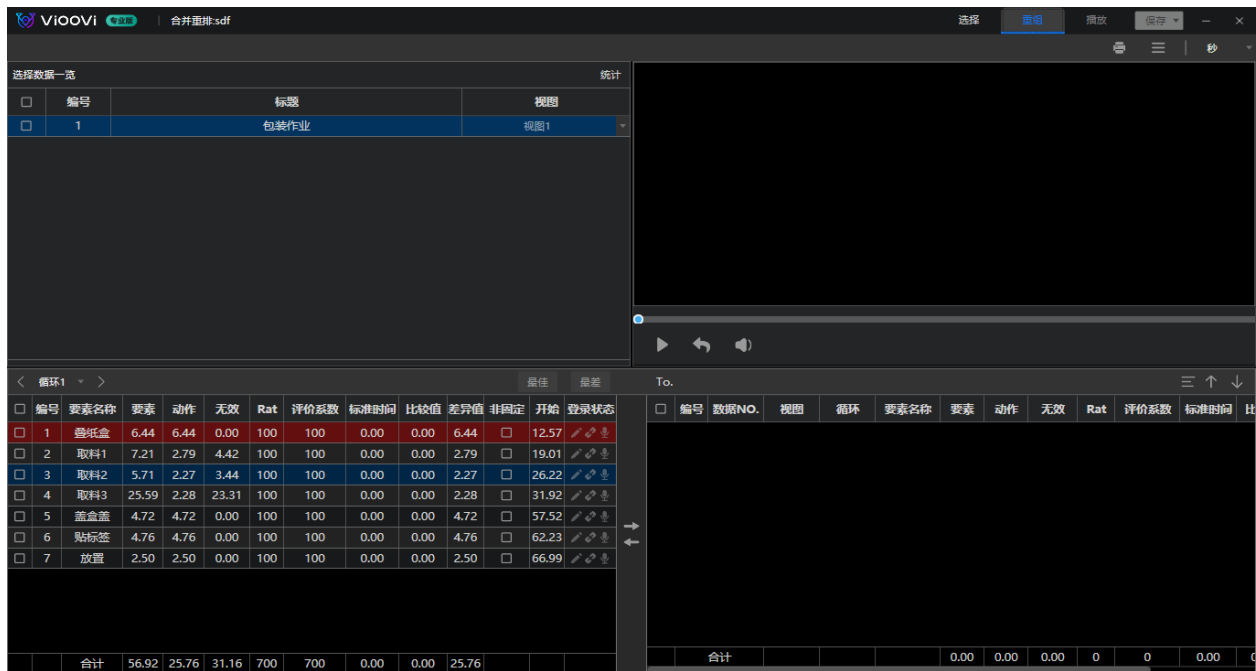 ViOOVi 专业版 合并重排.sdf 选择 重组 播放 保存
秒
选择数据一览 统计
编号 标题 视图
1 包装作业 视图1
循环1 最佳 最差 To.
编号 要素名称 要素 动作 无效 Rat 评价系数 标准时间 比较值 差异值 非固定 开始 登录状态
1 叠纸盒 6.44 6.44 0.00 100 100 0.00 0.00 6.44 12.57
2 取料1 7.21 2.79 4.42 100 100 0.00 0.00 2.79 19.01
3 取料2 5.71 2.27 3.44 100 100 0.00 0.00 2.27 26.22
4 取料3 25.59 2.28 23.31 100 100 0.00 0.00 2.28 31.92
5 盖盒盖 4.72 4.72 0.00 100 100 0.00 0.00 4.72 57.52
6 贴标签 4.76 4.76 0.00 100 100 0.00 0.00 4.76 62.23
7 放置 2.50 2.50 0.00 100 100 0.00 0.00 2.50 66.99
合计 56.92 25.76 31.16 700 700 0.00 0.00 25.76
编号 数据NO. 视图 循环 要素名称 要素 动作 无效 Rat 评价系数 标准时间 比
合计 0.00 0.00 0.00 0 0 0.00